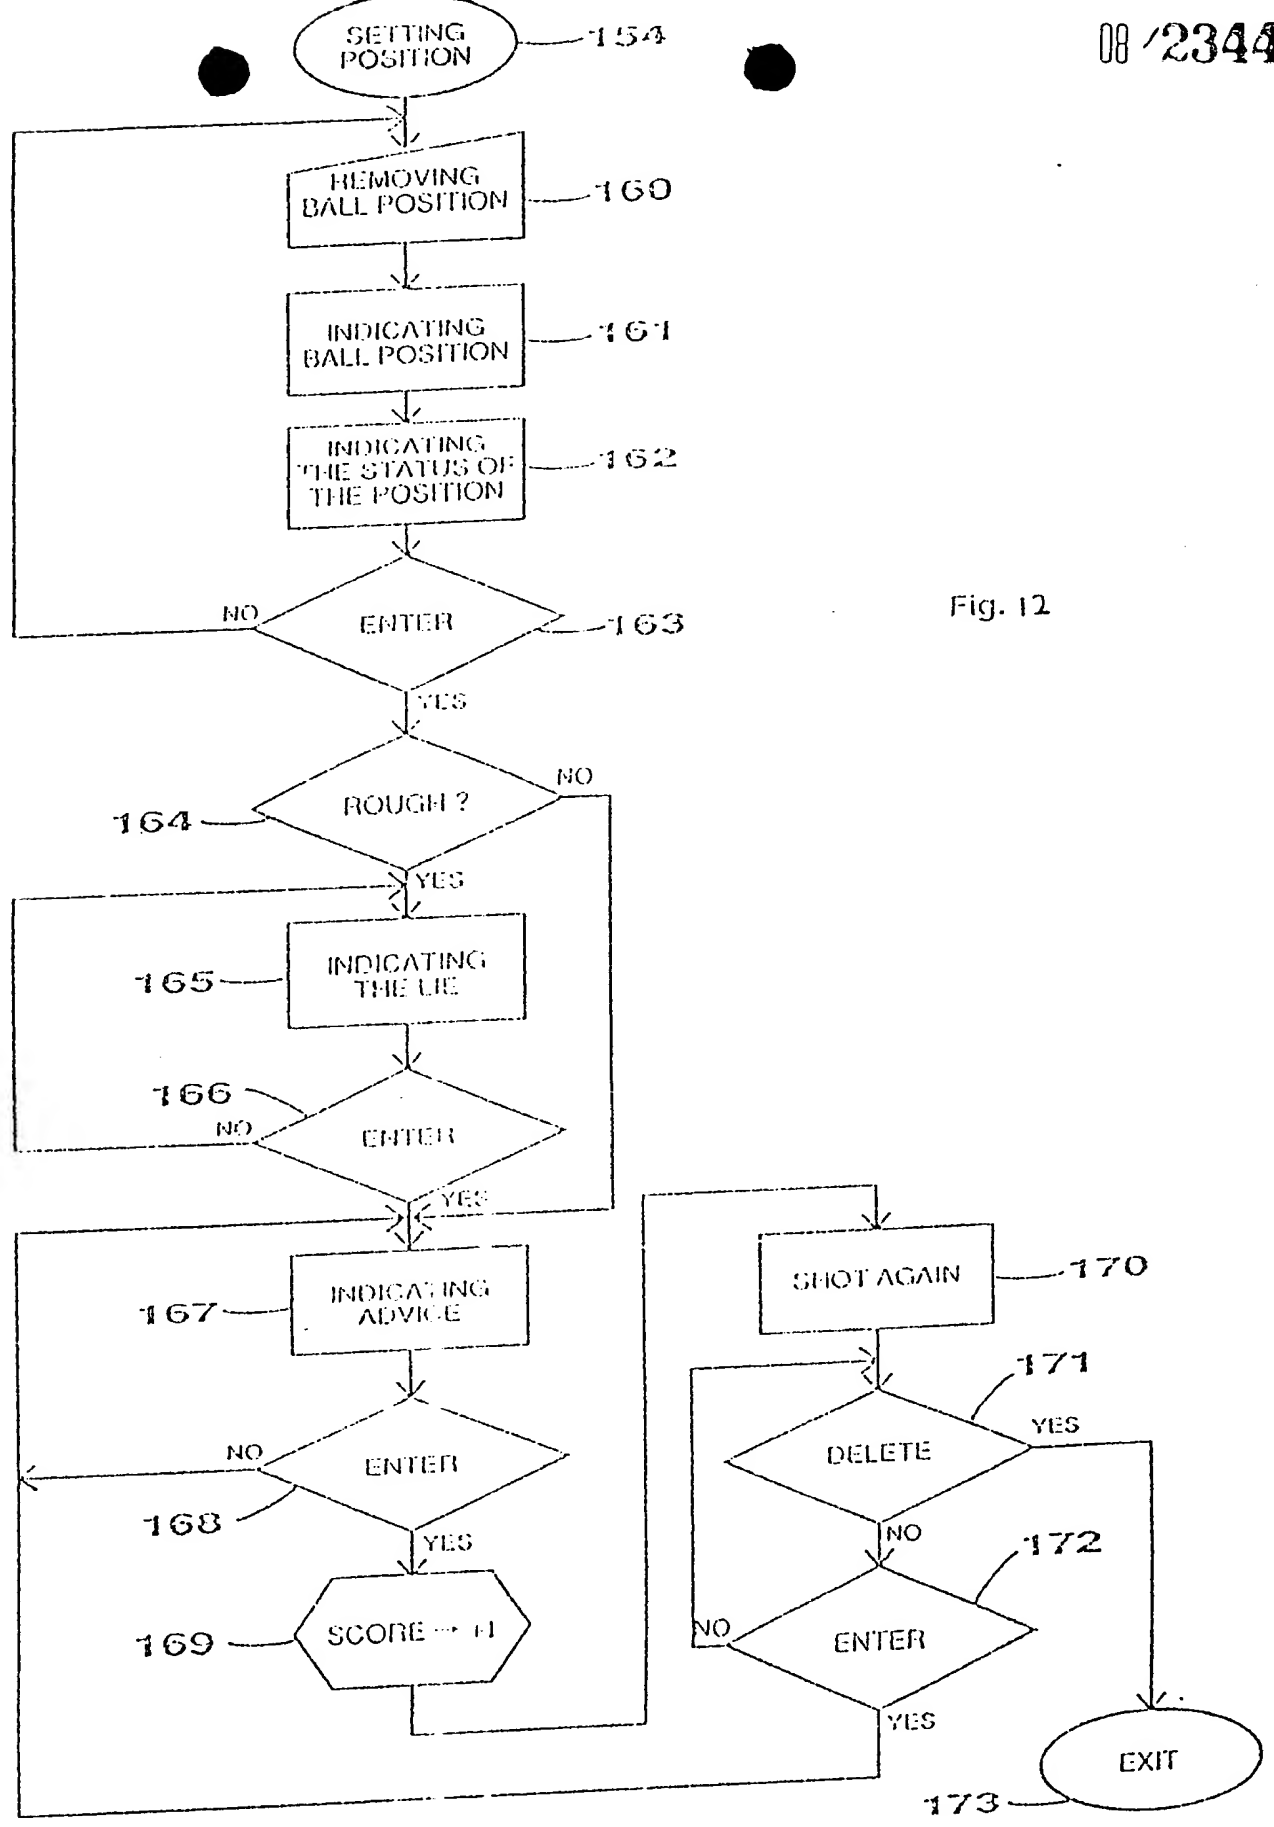 08/2344
SETTING
POSITION
154
REMOVING
BALL POSITION
160
INDICATING
BALL POSITION
161
INDICATING
THE STATUS OF
THE POSITION
162
NO
ENTER
163
Fig. 12
YES
ROUGH ?
NO
164
YES
INDICATING
THE LIE
165
166
NO
ENTER
YES
INDICATING
ADVICE
167
NO
ENTER
168
YES
SCORE → +1
169
SHOT AGAIN
170
171
DELETE
YES
NO
172
NO
ENTER
YES
EXIT
173